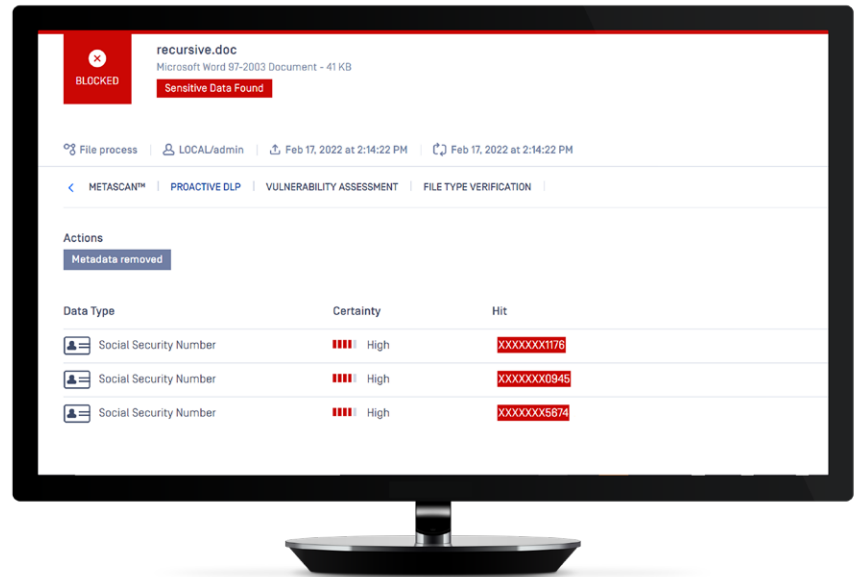 recursive.doc
Microsoft Word 97-2003 Document - 41 KB
BLOCKED
Sensitive Data Found
File process LOCAL/admin Feb 17, 2022 at 2:14:22 PM Feb 17, 2022 at 2:14:22 PM
METASCAN™ PROACTIVE DLP VULNERABILITY ASSESSMENT FILE TYPE VERIFICATION
Actions
Metadata removed
Data Type Certainty Hit
Social Security Number High XXXXXXX1176
Social Security Number High XXXXXXX0945
Social Security Number High XXXXXXX5674